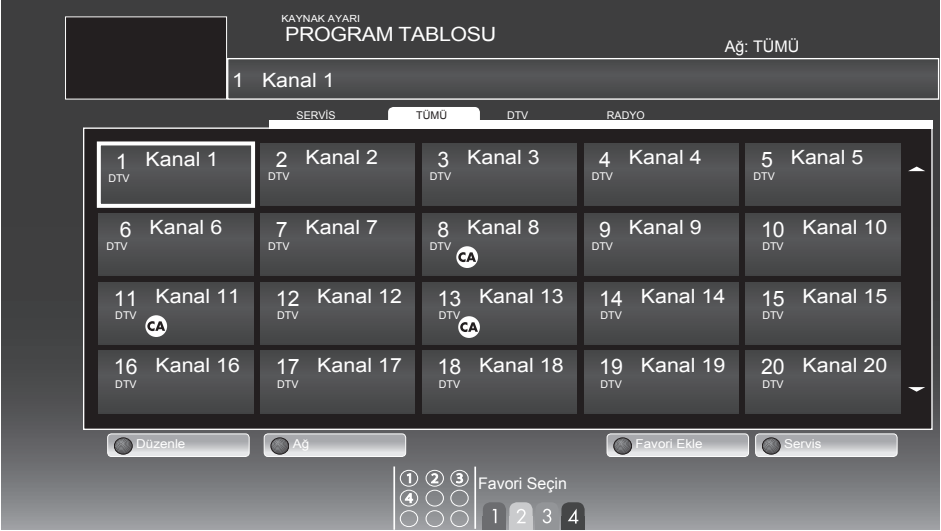 KAYNAK AYARI
PROGRAM TABLOSU
Ağ: TÜMÜ
1 Kanal 1
SERVİS TÜMÜ DTV RADYO
1 Kanal 1 2 Kanal 2 3 Kanal 3 4 Kanal 4 5 Kanal 5
DTV DTV DTV DTV DTV
6 Kanal 6 7 Kanal 7 8 Kanal 8 9 Kanal 9 10 Kanal 10
DTV DTV DTV DTV DTV
CA
11 Kanal 11 12 Kanal 12 13 Kanal 13 14 Kanal 14 15 Kanal 15
DTV DTV DTV DTV DTV
CA CA
16 Kanal 16 17 Kanal 17 18 Kanal 18 19 Kanal 19 20 Kanal 20
DTV DTV DTV DTV DTV
Düzenle Ağ Favori Ekle Servis
1 2 3
4
Favori Seçin
1 2 3 4